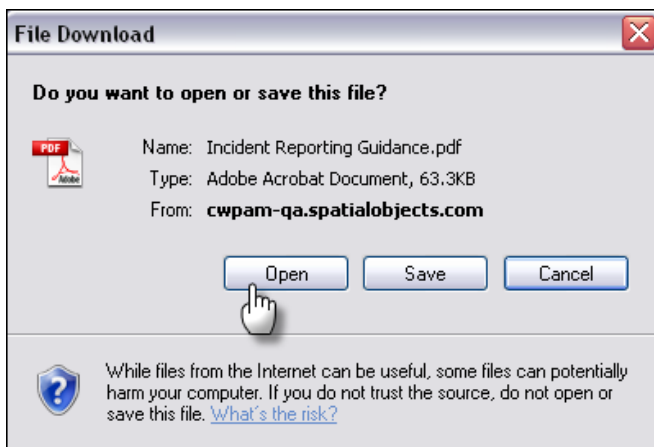 File Download
Do you want to open or save this file?
PDF
Adobe
Name: Incident Reporting Guidance.pdf
Type: Adobe Acrobat Document, 63.3KB
From: cwpam-qa.spatialobjects.com
Open Save Cancel
While files from the Internet can be useful, some files can potentially
harm your computer. If you do not trust the source, do not open or
save this file. What's the risk?